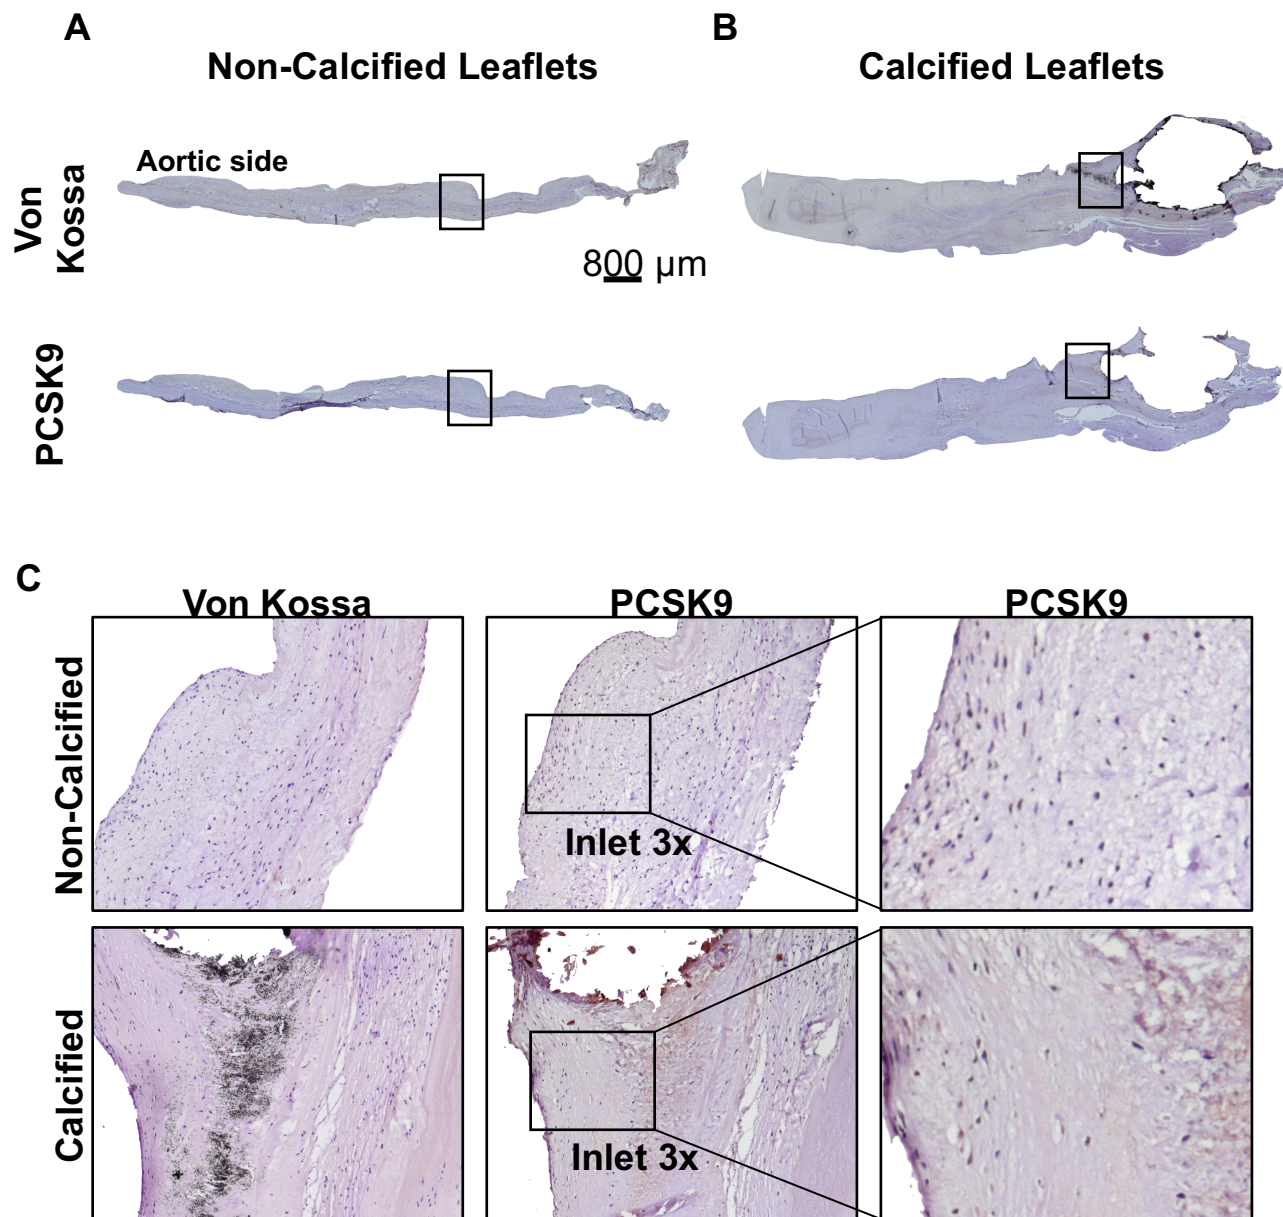 A
Non-Calcified Leaflets
B
Calcified Leaflets
Von
Kossa
Aortic side
800 µm
PCSK9
C
Von Kossa
PCSK9
PCSK9
Non-Calcified
Inlet 3x
Calcified
Inlet 3x